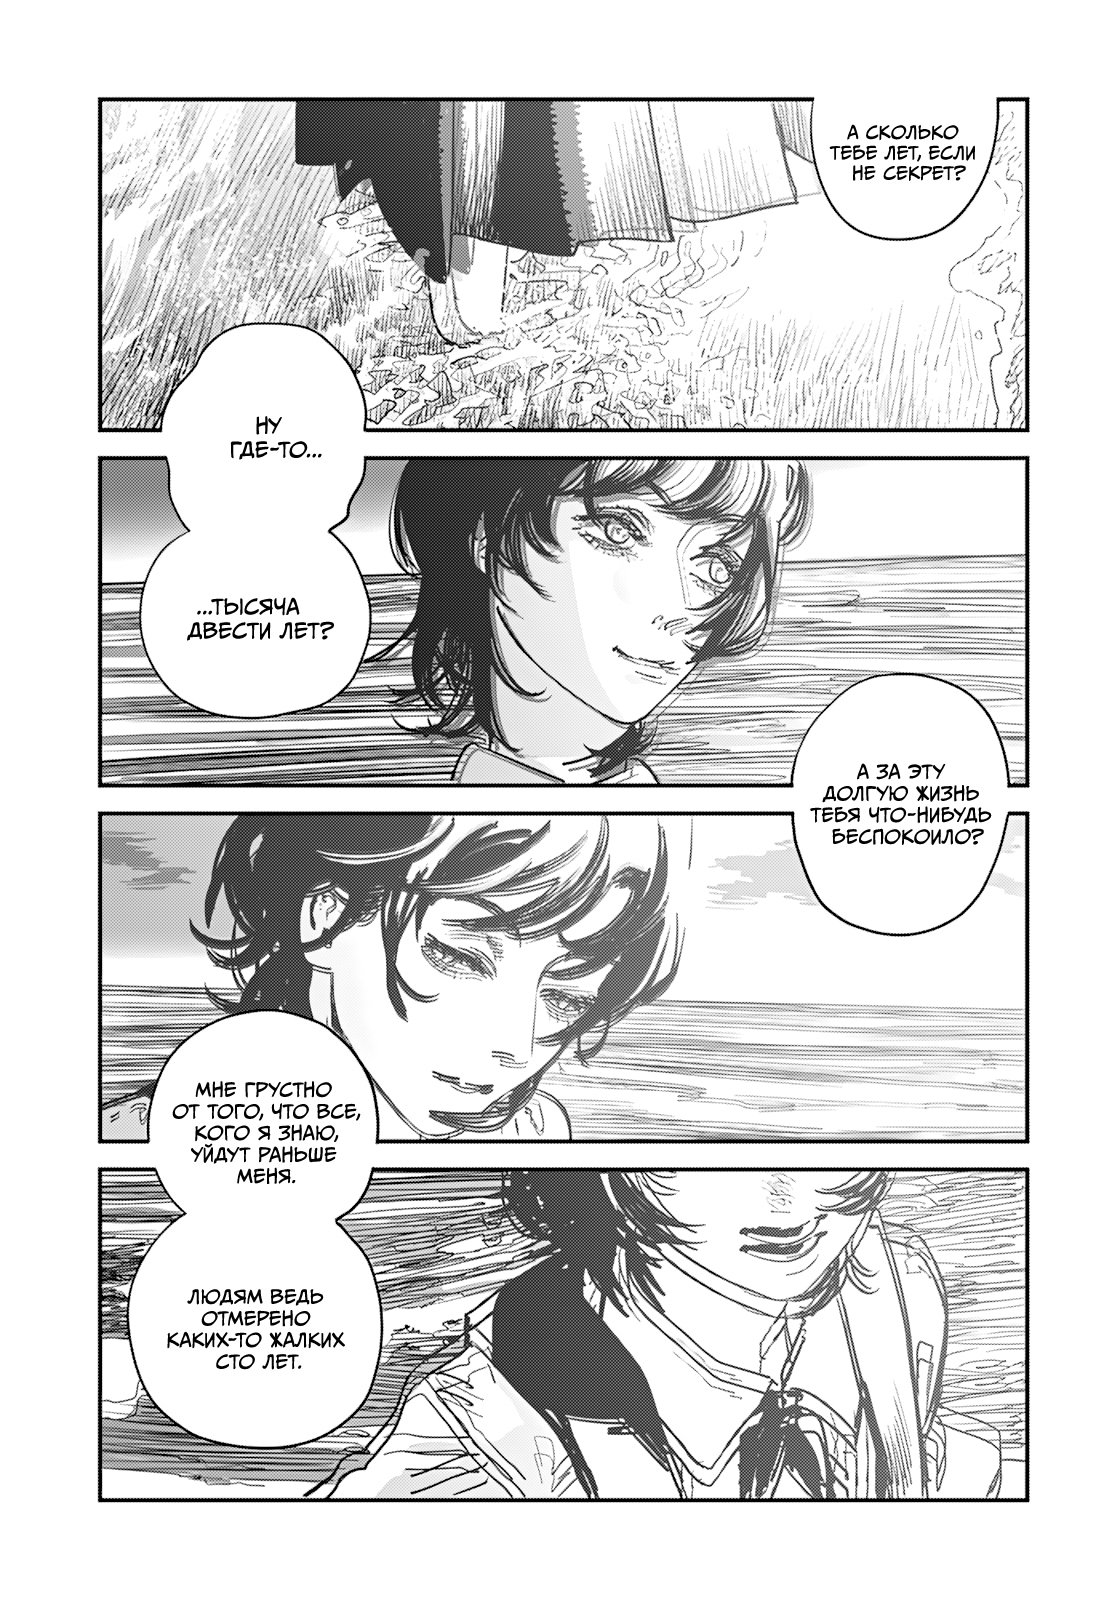 А СКОЛЬКО
ТЕБЕ ЛЕТ, ЕСЛИ
НЕ СЕКРЕТ?
НУ
ГДЕ-ТО...
...ТЫСЯЧА
ДВЕСТИ ЛЕТ?
А ЗА ЭТУ
ДОЛГУЮ ЖИЗНЬ
ТЕБЯ ЧТО-НИБУДЬ
БЕСПОКОИЛО?
МНЕ ГРУСТНО
ОТ ТОГО, ЧТО ВСЕ,
КОГО Я ЗНАЮ,
УЙДУТ РАНЬШЕ
МЕНЯ.
ЛЮДЯМ ВЕДЬ
ОТМЕРЕНО
КАКИХ-ТО ЖАЛКИХ
СТО ЛЕТ.